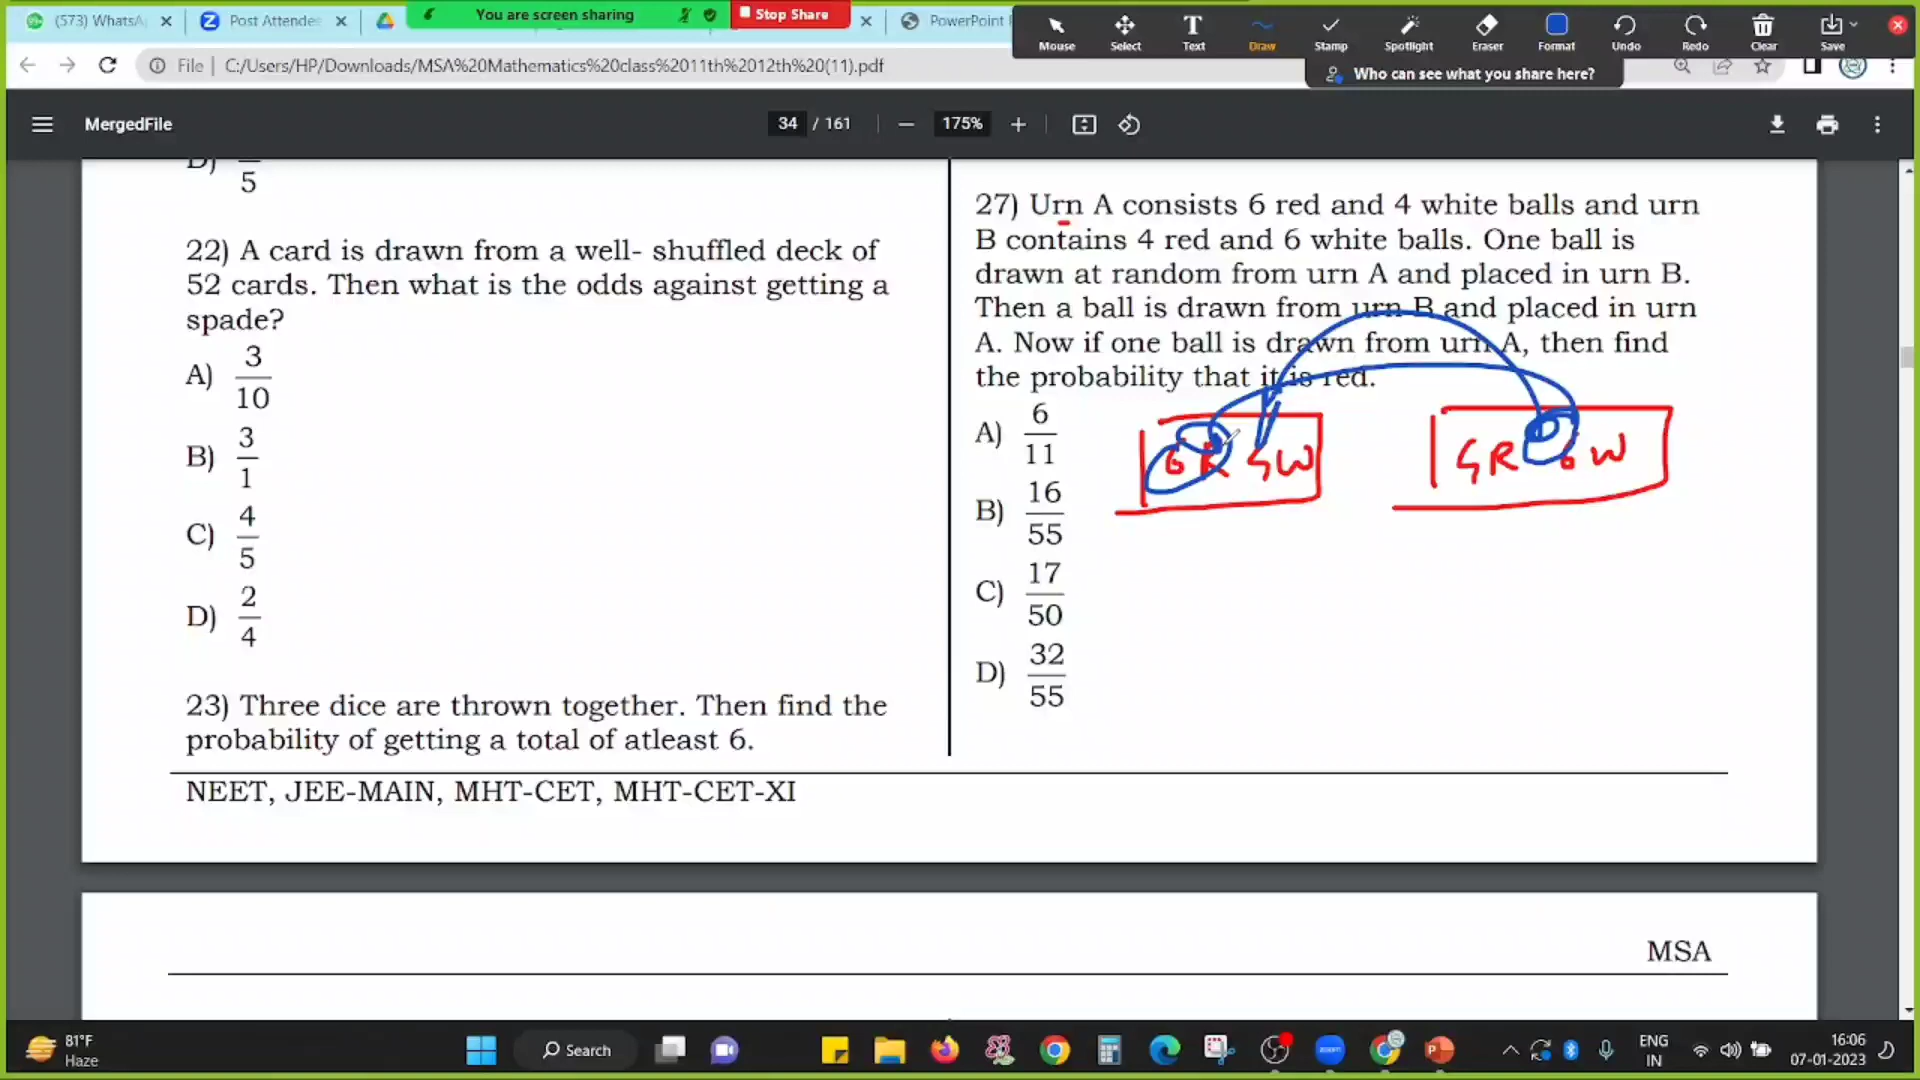 (573) WhatsA
Post Attende
You are screen sharing
Stop Share
PowerPoint
Mouse
Select
Text
Draw
Stamp
Spotlight
Eraser
Format
Undo
Redo
Clear
Save
Who can see what you share here?
File | C:/Users/HP/Downloads/MSA%20Mathematics%20class%2011th%2012th%20(11).pdf
MergedFile
34 / 161
175%
D) 5
22) A card is drawn from a well- shuffled deck of
52 cards. Then what is the odds against getting a
spade?
A) 3/10
B) 3/1
C) 4/5
D) 2/4
23) Three dice are thrown together. Then find the
probability of getting a total of atleast 6.
27) Urn A consists 6 red and 4 white balls and urn
B contains 4 red and 6 white balls. One ball is
drawn at random from urn A and placed in urn B.
Then a ball is drawn from urn B and placed in urn
A. Now if one ball is drawn from urn A, then find
the probability that it is red.
A) 6/11
B) 16/55
C) 17/50
D) 32/55
6 R 4W
4R 6 W
NEET, JEE-MAIN, MHT-CET, MHT-CET-XI
MSA
81°F
Haze
Search
zoom
ENG
IN
16:06
07-01-2023